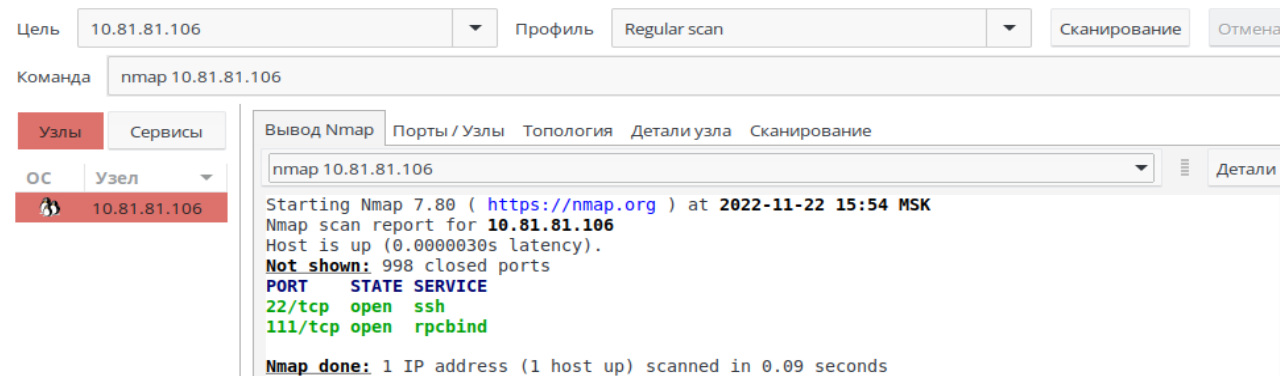 Цель 10.81.81.106 Профиль Regular scan Сканирование Отмена
Команда nmap 10.81.81.106
Узлы Сервисы
ОС Узел
10.81.81.106
Вывод Nmap Порты / Узлы Топология Детали узла Сканирование
nmap 10.81.81.106 Детали
Starting Nmap 7.80 ( https://nmap.org ) at 2022-11-22 15:54 MSK
Nmap scan report for 10.81.81.106
Host is up (0.0000030s latency).
Not shown: 998 closed ports
PORT    STATE SERVICE
22/tcp  open  ssh
111/tcp open  rpcbind
Nmap done: 1 IP address (1 host up) scanned in 0.09 seconds